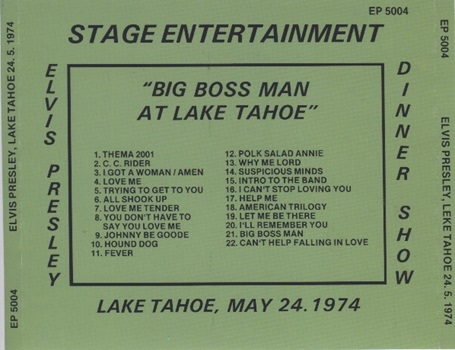 EP 5004
STAGE ENTERTAINMENT
ELVIS PRESLEY
DINNER SHOW
"BIG BOSS MAN
AT LAKE TAHOE"
1. THEMA 2001
2. C. C. RIDER
3. I GOT A WOMAN / AMEN
4. LOVE ME
5. TRYING TO GET TO YOU
6. ALL SHOOK UP
7. LOVE ME TENDER
8. YOU DON'T HAVE TO
SAY YOU LOVE ME
9. JOHNNY BE GOODE
10. HOUND DOG
11. FEVER
12. POLK SALAD ANNIE
13. WHY ME LORD
14. SUSPICIOUS MINDS
15. INTRO TO THE BAND
16. I CAN'T STOP LOVING YOU
17. HELP ME
18. AMERICAN TRILOGY
19. LET ME BE THERE
20. I'LL REMEMBER YOU
21. BIG BOSS MAN
22. CAN'T HELP FALLING IN LOVE
LAKE TAHOE, MAY 24.1974
EP 5004 ELVIS PRESLEY, LAKE TAHOE 24. 5. 1974
EP 5004 ELVIS PRESLEY, LEKE TAHOE 24. 5. 1974